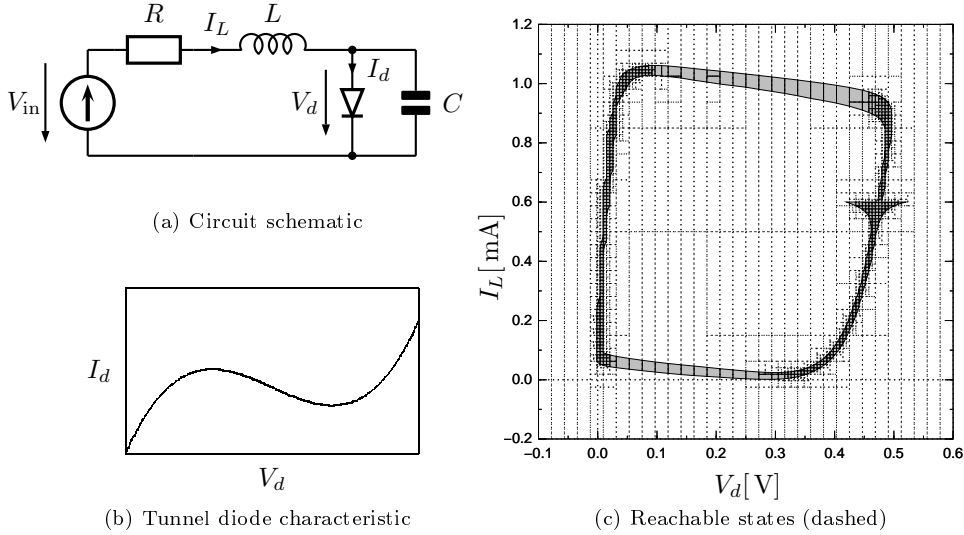 R
I_L
L
V_in
V_d
I_d
C
(a) Circuit schematic
I_d
V_d
(b) Tunnel diode characteristic
1.2
1.0
0.8
0.6
0.4
0.2
0.0
−0.2
I_L[mA]
−0.1 0.0 0.1 0.2 0.3 0.4 0.5 0.6
V_d[V]
(c) Reachable states (dashed)